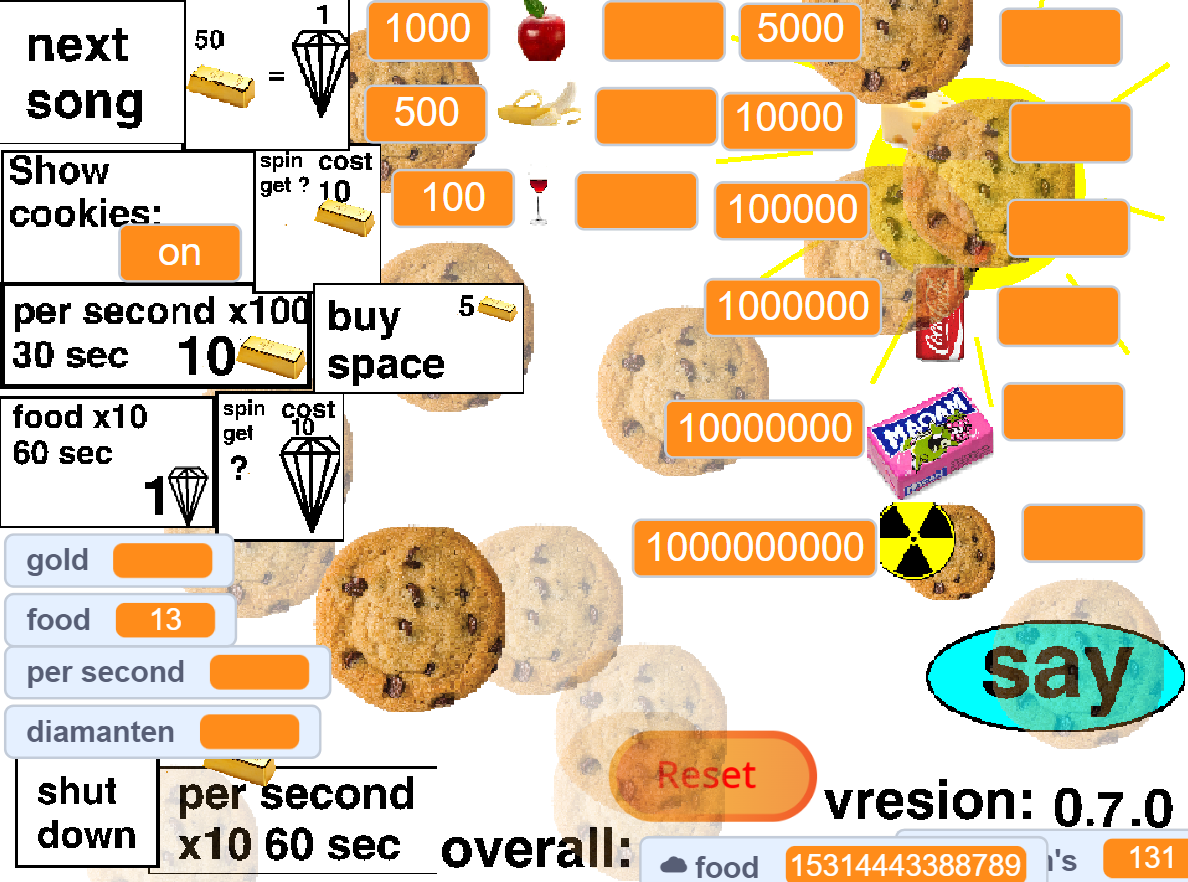 next
song
50
=
1
1000
5000
500
10000
Show
cookies:
on
spin cost
get ? 10
100
100000
per second x100
30 sec 10
buy
space
5
1000000
food x10
60 sec
1
spin cost
get 10
?
10000000
MAOAM
1000000000
gold
food 13
per second
diamanten
say
shut
down
per second
x10 60 sec
Reset
vresion: 0.7.0
overall:
food 15314443388789
n's 131